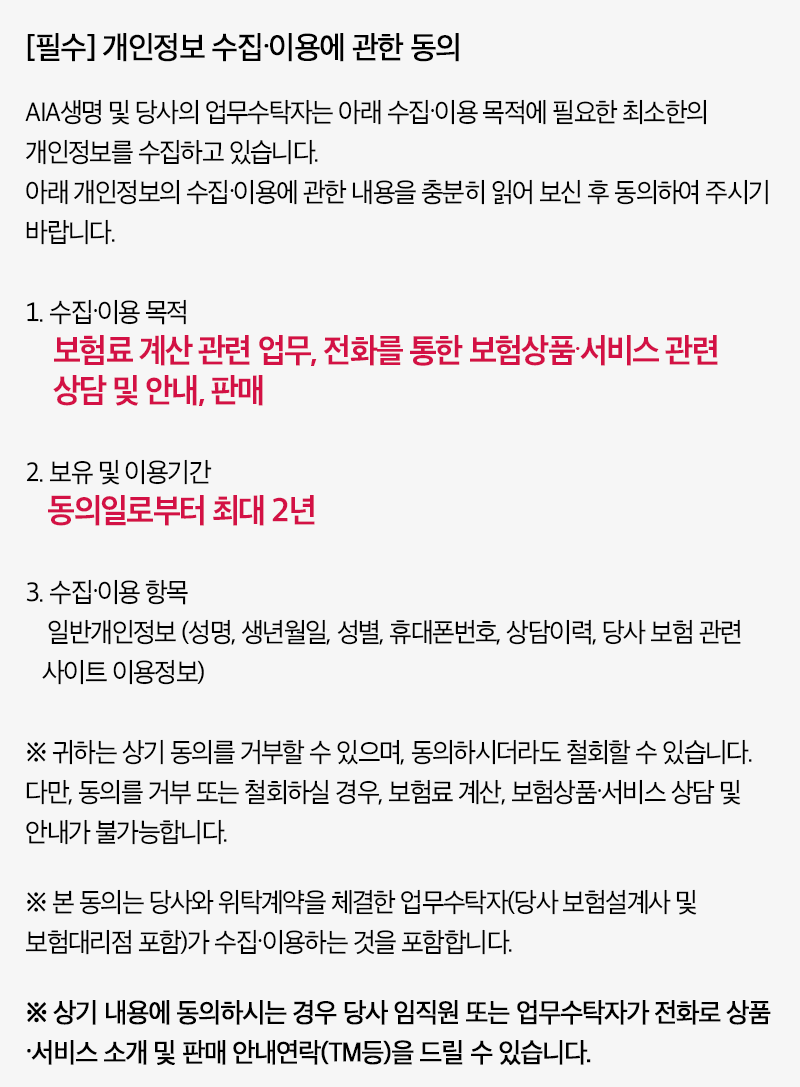 [필수] 개인정보 수집·이용에 관한 동의
AIA생명 및 당사의 업무수탁자는 아래 수집·이용 목적에 필요한 최소한의
개인정보를 수집하고 있습니다.
아래 개인정보의 수집·이용에 관한 내용을 충분히 읽어 보신 후 동의하여 주시기
바랍니다.
1. 수집·이용 목적
보험료 계산 관련 업무, 전화를 통한 보험상품·서비스 관련
상담 및 안내, 판매
2. 보유 및 이용기간
동의일로부터 최대 2년
3. 수집·이용 항목
일반개인정보 (성명, 생년월일, 성별, 휴대폰번호, 상담이력, 당사 보험 관련
사이트 이용정보)
※ 귀하는 상기 동의를 거부할 수 있으며, 동의하시더라도 철회할 수 있습니다.
다만, 동의를 거부 또는 철회하실 경우, 보험료 계산, 보험상품·서비스 상담 및
안내가 불가능합니다.
※ 본 동의는 당사와 위탁계약을 체결한 업무수탁자(당사 보험설계사 및
보험대리점 포함)가 수집·이용하는 것을 포함합니다.
※ 상기 내용에 동의하시는 경우 당사 임직원 또는 업무수탁자가 전화로 상품
·서비스 소개 및 판매 안내연락(TM등)을 드릴 수 있습니다.